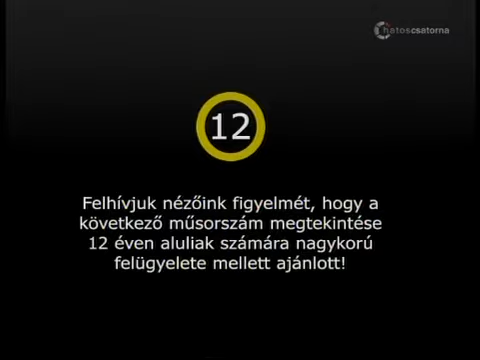 hatoscsatorna
12
Felhívjuk nézőink figyelmét, hogy a
következő műsorszám megtekintése
12 éven aluliak számára nagykorú
felügyelete mellett ajánlott!